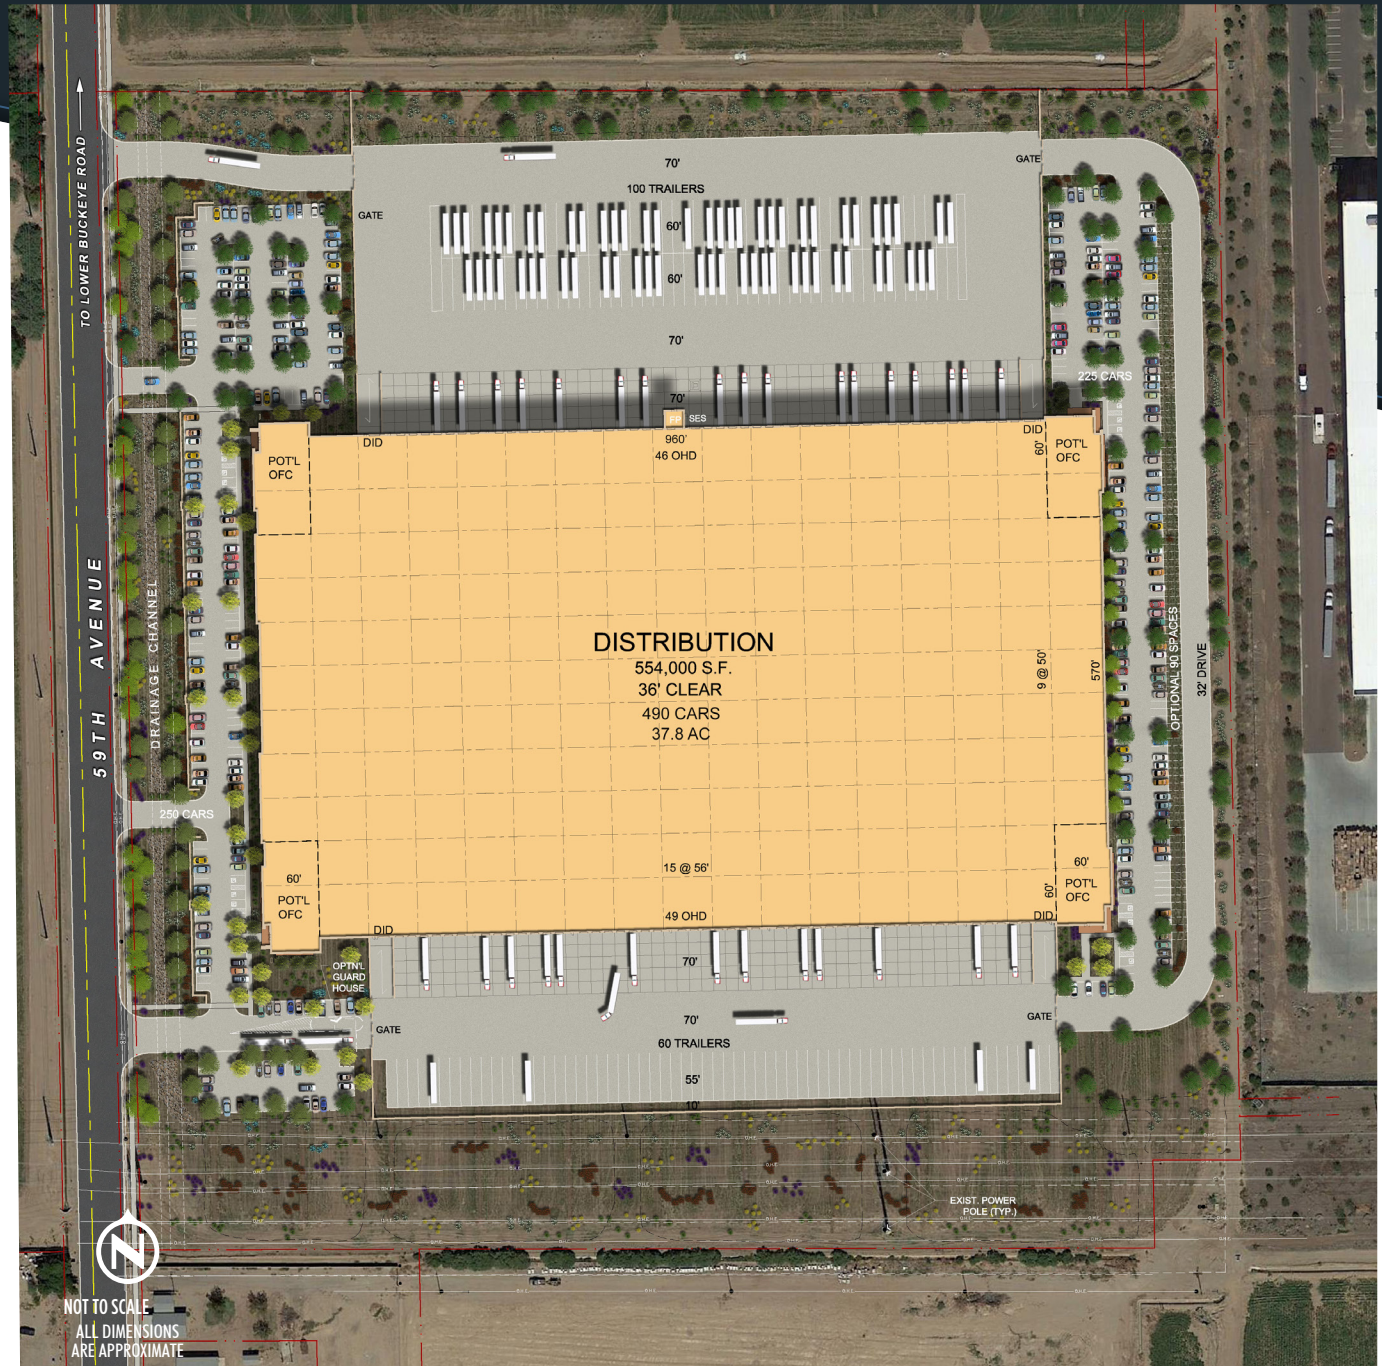 TO LOWER BUCKEYE ROAD
70'
GATE
100 TRAILERS
GATE
60'
60'
70'
225 CARS
70'
FP
SES
DID
960'
46 OHD
DID
60'
POT'L
OFC
POT'L
OFC
59TH AVENUE
DRAINAGE CHANNEL
DISTRIBUTION
554,000 S.F.
36' CLEAR
490 CARS
37.8 AC
9 @ 50'
570'
OPTIONAL 90 SPACES
32' DRIVE
250 CARS
15 @ 56'
60'
POT'L
OFC
60'
60'
POT'L
OFC
49 OHD
DID
DID
OPTN'L
GUARD
HOUSE
70'
GATE
70'
GATE
60 TRAILERS
55'
10'
EXIST. POWER
POLE (TYP.)
N
NOT TO SCALE
ALL DIMENSIONS
ARE APPROXIMATE